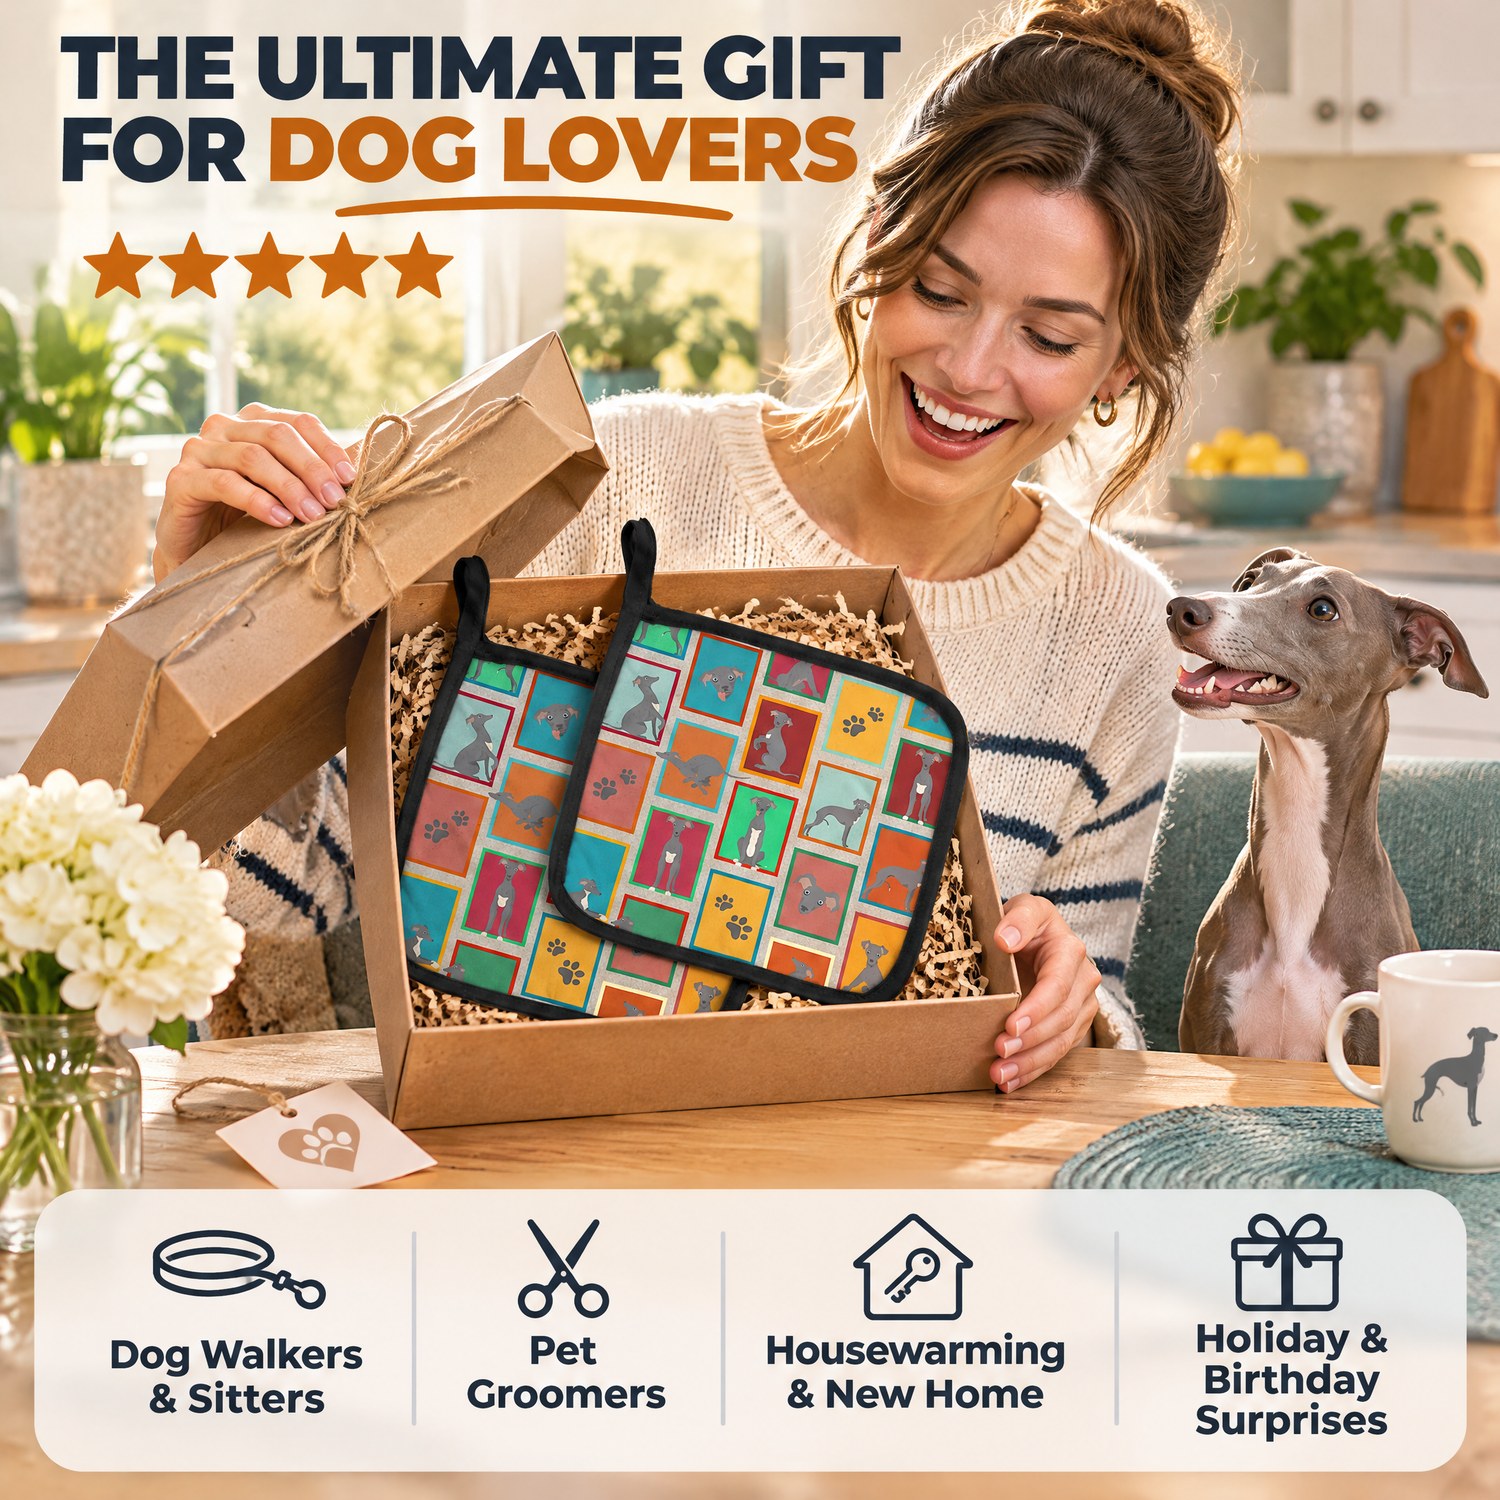 THE ULTIMATE GIFT
FOR DOG LOVERS
Dog Walkers
& Sitters
Pet
Groomers
Housewarming
& New Home
Holiday &
Birthday
Surprises